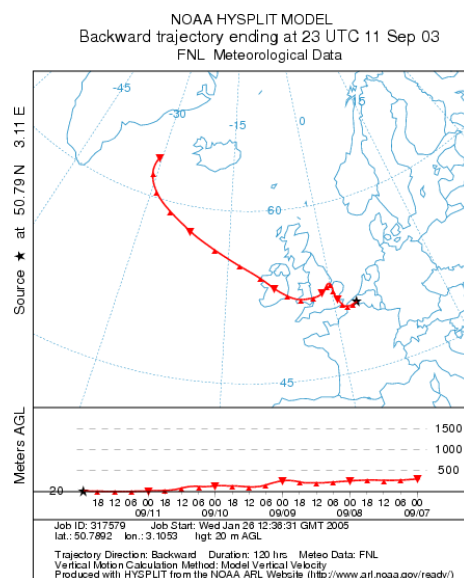 NOAA HYSPLIT MODEL
Backward trajectory ending at 23 UTC 11 Sep 03
FNL Meteorological Data
Source ★ at 50.79 N 3.11 E
-45
-30
-15
0
15
60
45
Meters AGL
1500
1000
500
20
18 12 06 00 18 12 06 00 18 12 06 00 18 12 06 00 18 12 06 00
09/11 09/10 09/09 09/08 09/07
Job ID: 317579 Job Start: Wed Jan 26 12:36:31 GMT 2005
lat.: 50.7892 lon.: 3.1053 hgt: 20 m AGL
Trajectory Direction: Backward Duration: 120 hrs Meteo Data: FNL
Vertical Motion Calculation Method: Model Vertical Velocity
Produced with HYSPLIT from the NOAA ARL Website (http://www.arl.noaa.gov/ready/)